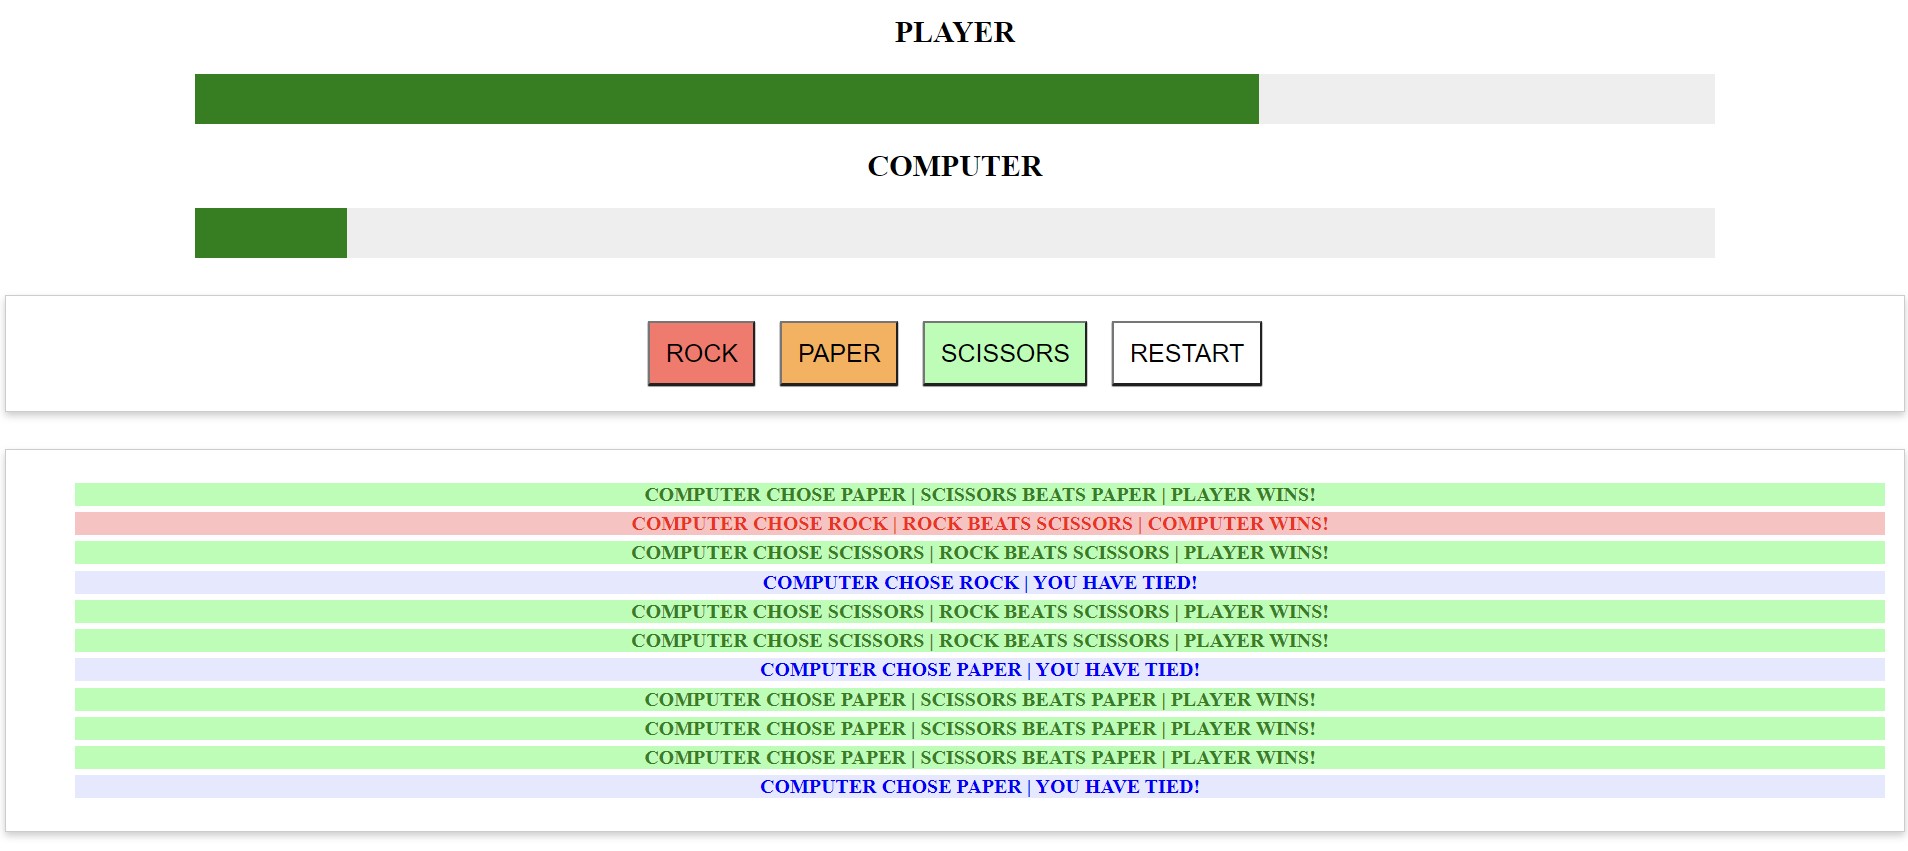 PLAYER
COMPUTER
ROCK PAPER SCISSORS RESTART
COMPUTER CHOSE PAPER | SCISSORS BEATS PAPER | PLAYER WINS!
COMPUTER CHOSE ROCK | ROCK BEATS SCISSORS | COMPUTER WINS!
COMPUTER CHOSE SCISSORS | ROCK BEATS SCISSORS | PLAYER WINS!
COMPUTER CHOSE ROCK | YOU HAVE TIED!
COMPUTER CHOSE SCISSORS | ROCK BEATS SCISSORS | PLAYER WINS!
COMPUTER CHOSE SCISSORS | ROCK BEATS SCISSORS | PLAYER WINS!
COMPUTER CHOSE PAPER | YOU HAVE TIED!
COMPUTER CHOSE PAPER | SCISSORS BEATS PAPER | PLAYER WINS!
COMPUTER CHOSE PAPER | SCISSORS BEATS PAPER | PLAYER WINS!
COMPUTER CHOSE PAPER | SCISSORS BEATS PAPER | PLAYER WINS!
COMPUTER CHOSE PAPER | YOU HAVE TIED!